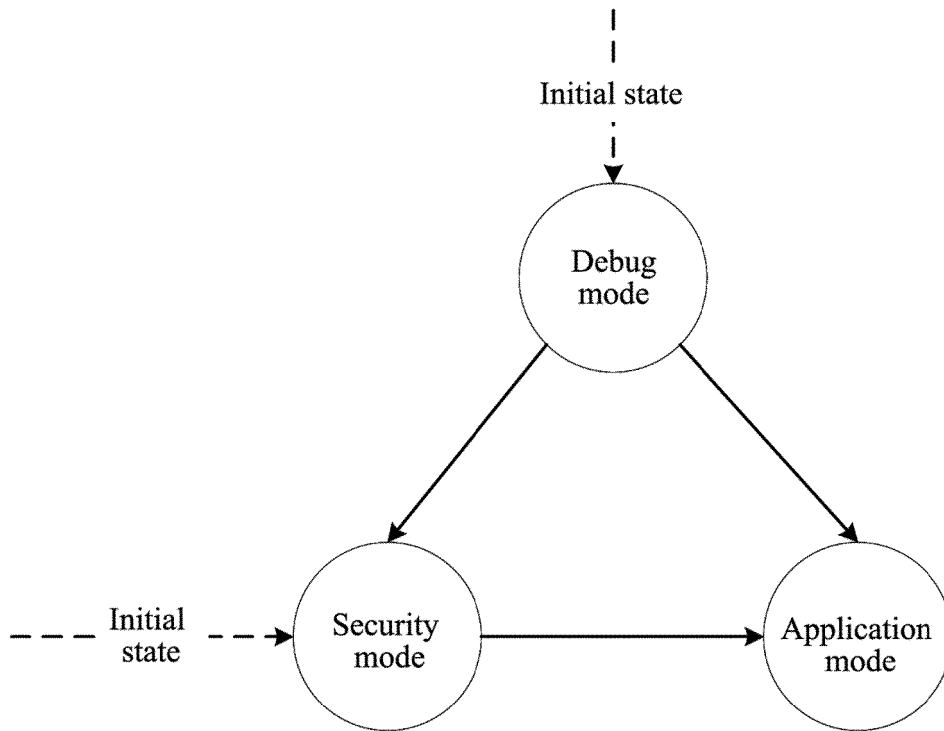 Initial state
Debug
mode
Initial
state
Security
mode
Application
mode